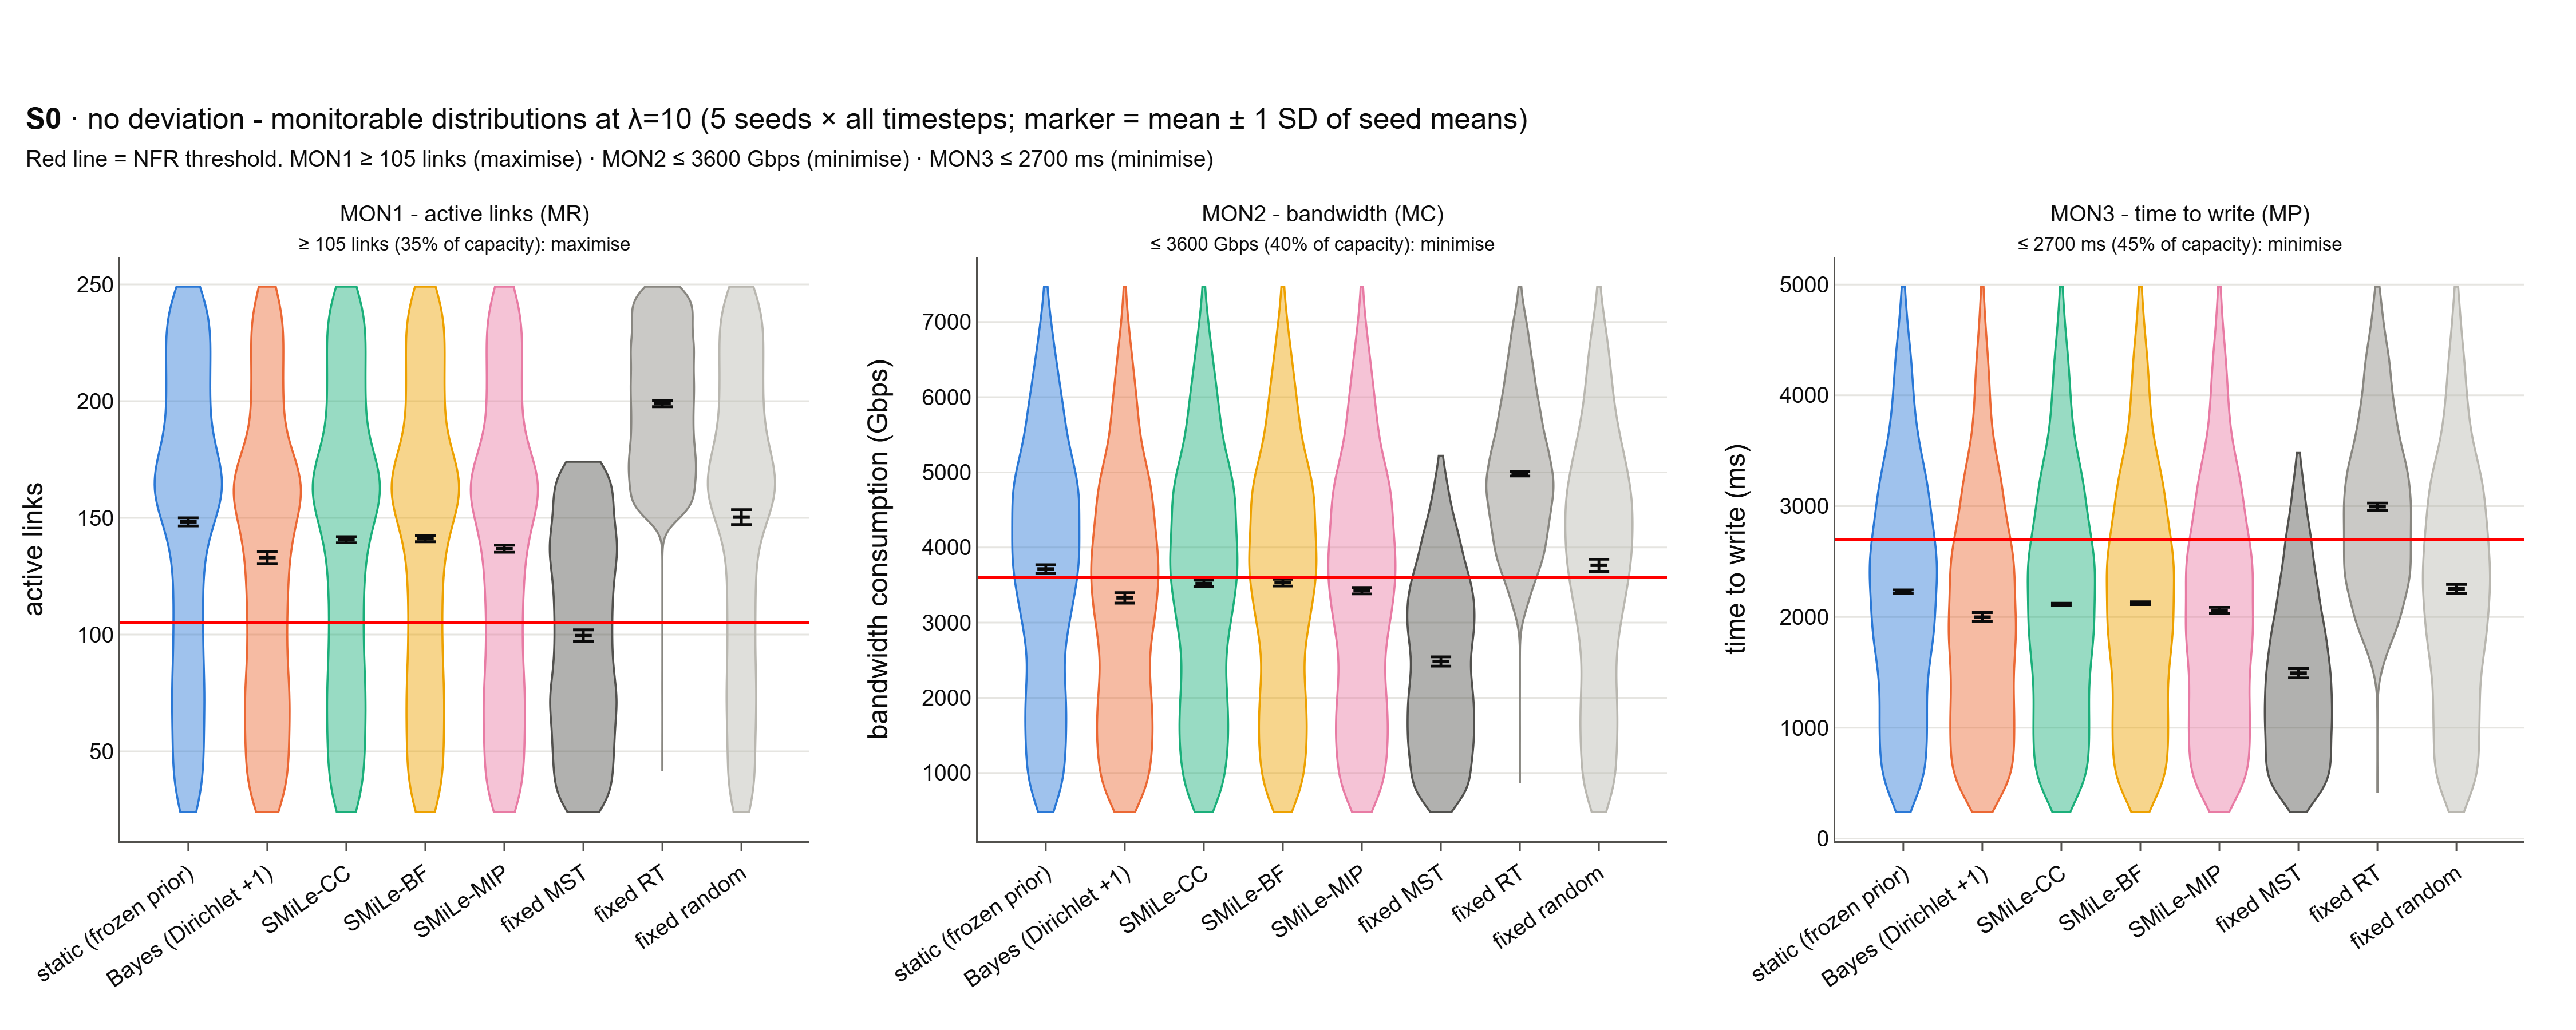 S0 · no deviation - monitorable distributions at λ=10 (5 seeds × all timesteps; marker = mean ± 1 SD of seed means)
Red line = NFR threshold. MON1 ≥ 105 links (maximise) · MON2 ≤ 3600 Gbps (minimise) · MON3 ≤ 2700 ms (minimise)
MON1 - active links (MR)
≥ 105 links (35% of capacity): maximise
active links
250
200
150
100
50
static (frozen prior)
Bayes (Dirichlet +1)
SMiLe-CC
SMiLe-BF
SMiLe-MIP
fixed MST
fixed RT
fixed random
MON2 - bandwidth (MC)
≤ 3600 Gbps (40% of capacity): minimise
bandwidth consumption (Gbps)
7000
6000
5000
4000
3000
2000
1000
static (frozen prior)
Bayes (Dirichlet +1)
SMiLe-CC
SMiLe-BF
SMiLe-MIP
fixed MST
fixed RT
fixed random
MON3 - time to write (MP)
≤ 2700 ms (45% of capacity): minimise
time to write (ms)
5000
4000
3000
2000
1000
0
static (frozen prior)
Bayes (Dirichlet +1)
SMiLe-CC
SMiLe-BF
SMiLe-MIP
fixed MST
fixed RT
fixed random